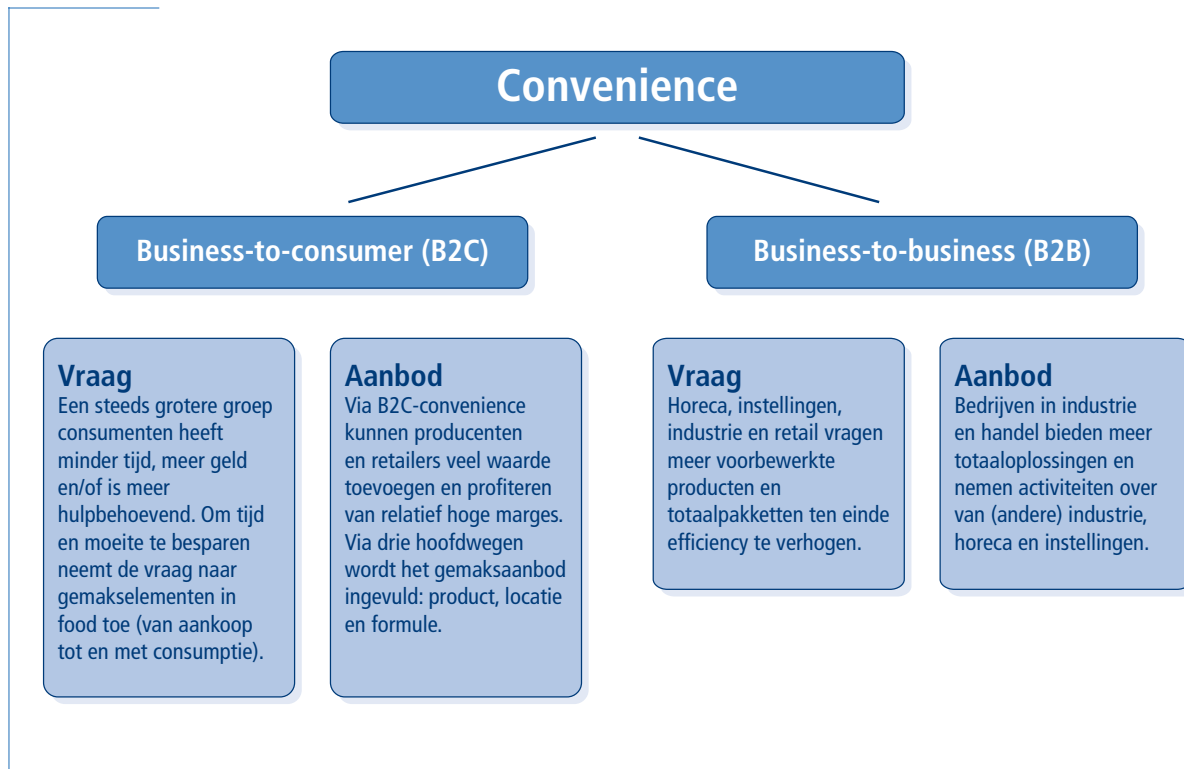 Convenience
Business-to-consumer (B2C)
Business-to-business (B2B)
Vraag
Een steeds grotere groep
consumenten heeft
minder tijd, meer geld
en/of is meer
hulpbehoevend. Om tijd
en moeite te besparen
neemt de vraag naar
gemakselementen in
food toe (van aankoop
tot en met consumptie).
Aanbod
Via B2C-convenience
kunnen producenten
en retailers veel waarde
toevoegen en profiteren
van relatief hoge marges.
Via drie hoofdwegen
wordt het gemaksaanbod
ingevuld: product, locatie
en formule.
Vraag
Horeca, instellingen,
industrie en retail vragen
meer voorbewerkte
producten en
totaalpakketten ten einde
efficiency te verhogen.
Aanbod
Bedrijven in industrie
en handel bieden meer
totaaloplossingen en
nemen activiteiten over
van (andere) industrie,
horeca en instellingen.